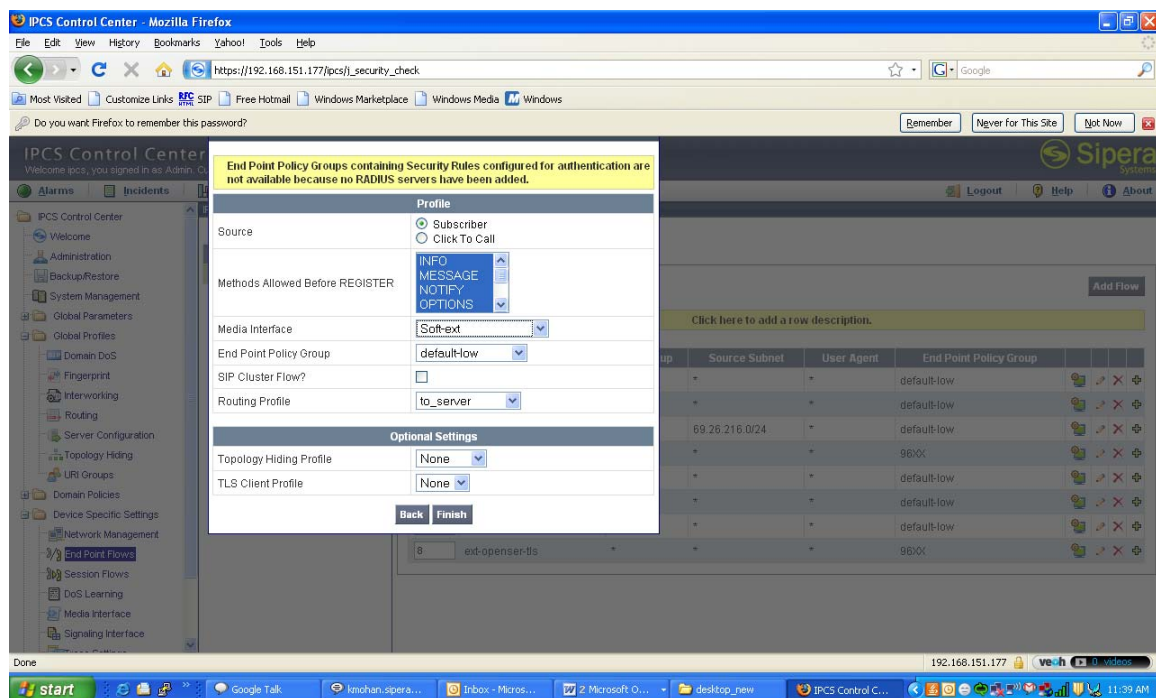 IPCS Control Center - Mozilla Firefox
File Edit View History Bookmarks Yahoo! Tools Help
https://192.168.151.177/ipcs/j_security_check
Google
Most Visited Customize Links RFC HTML SIP Free Hotmail Windows Marketplace Windows Media Windows
Do you want Firefox to remember this password? Remember Never for This Site Not Now
IPCS Control Center
Sipera
Systems
Welcome ipcs, you signed in as Admin.
Alarms Incidents Logout Help About
End Point Policy Groups containing Security Rules configured for authentication are
not available because no RADIUS servers have been added.
Profile
Source Subscriber
Click To Call
Methods Allowed Before REGISTER INFO
MESSAGE
NOTIFY
OPTIONS
Media Interface Soft-ext
End Point Policy Group default-low
SIP Cluster Flow?
Routing Profile to_server
Optional Settings
Topology Hiding Profile None
TLS Client Profile None
Back Finish
IPCS Control Center
Welcome
Administration
Backup/Restore
System Management
Global Parameters
Global Profiles
Domain DoS
Fingerprint
Interworking
Routing
Server Configuration
Topology Hiding
URI Groups
Domain Policies
Device Specific Settings
Network Management
End Point Flows
Session Flows
DoS Learning
Media Interface
Signaling Interface
Add Flow
Click here to add a row description.
up Source Subnet User Agent End Point Policy Group
* * default-low
* * default-low
69.26.216.0/24 * default-low
* * 96XX
* * default-low
* * default-low
* * default-low
8 ext-openser-tls * * * 96XX
Done 192.168.151.177 veoh 0 videos
start Google Talk kmohan.sipera... Inbox - Micros... 2 Microsoft O... desktop_new IPCS Control C... 11:39 AM